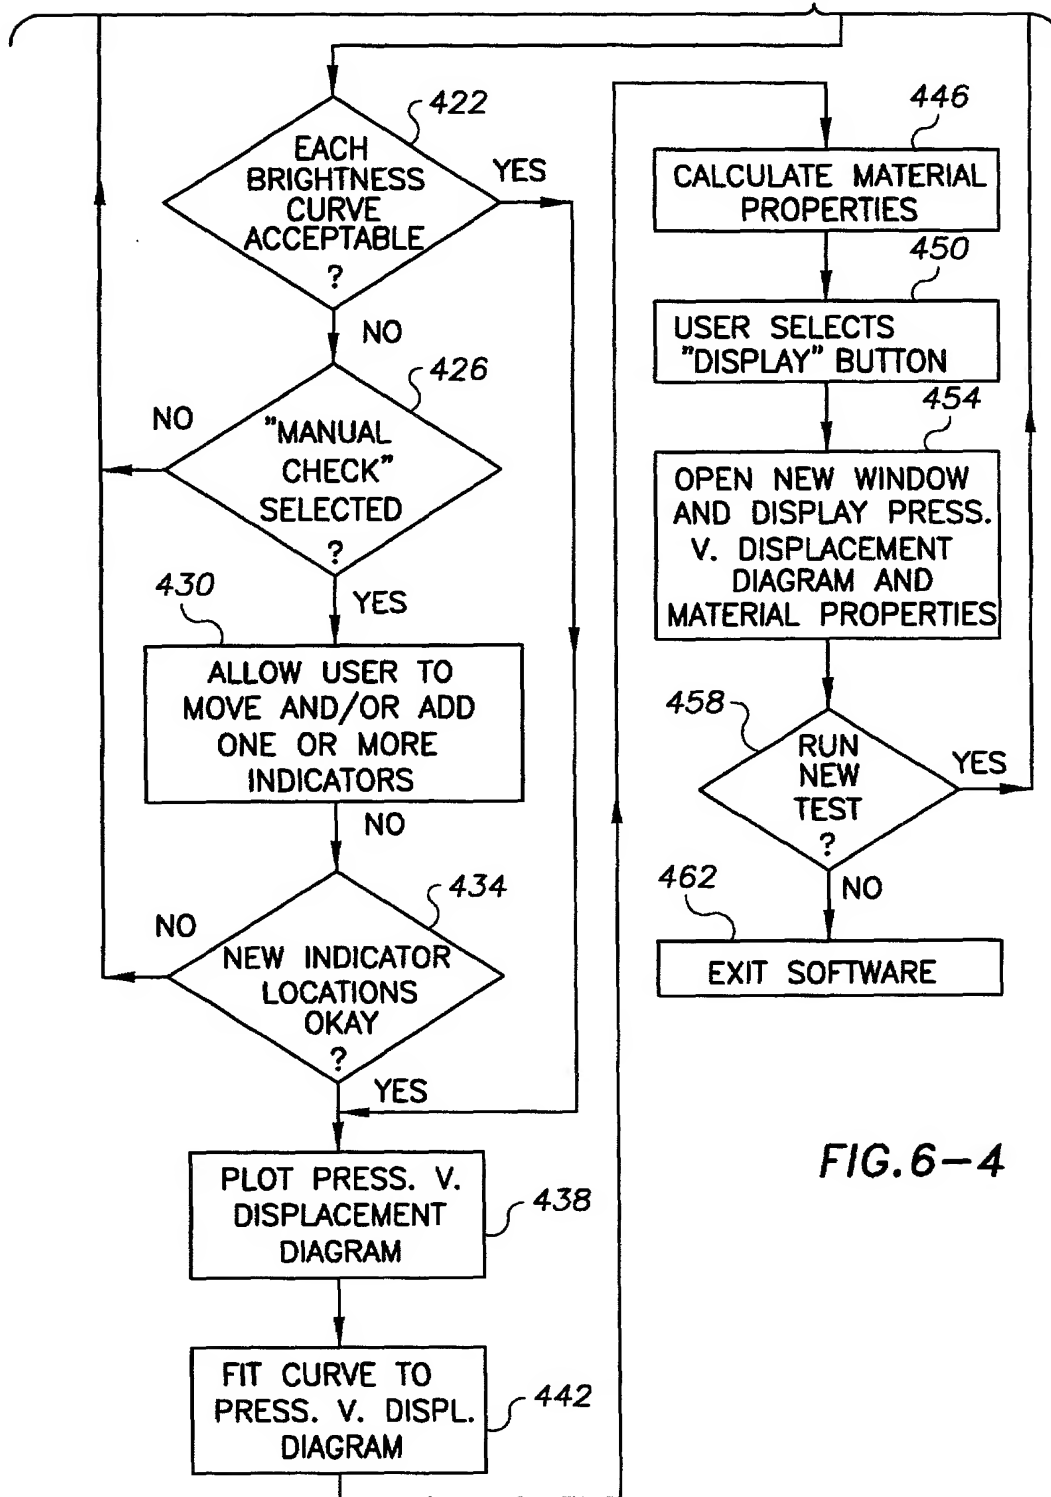 422
EACH
BRIGHTNESS
CURVE
ACCEPTABLE
?
YES
NO
426
NO
"MANUAL
CHECK"
SELECTED
?
YES
430
ALLOW USER TO
MOVE AND/OR ADD
ONE OR MORE
INDICATORS
NO
434
NO
NEW INDICATOR
LOCATIONS
OKAY
?
YES
PLOT PRESS. V.
DISPLACEMENT
DIAGRAM
438
FIT CURVE TO
PRESS. V. DISPL.
DIAGRAM
442
446
CALCULATE MATERIAL
PROPERTIES
450
USER SELECTS
"DISPLAY" BUTTON
454
OPEN NEW WINDOW
AND DISPLAY PRESS.
V. DISPLACEMENT
DIAGRAM AND
MATERIAL PROPERTIES
458
RUN
NEW
TEST
?
YES
NO
462
EXIT SOFTWARE
FIG.6-4